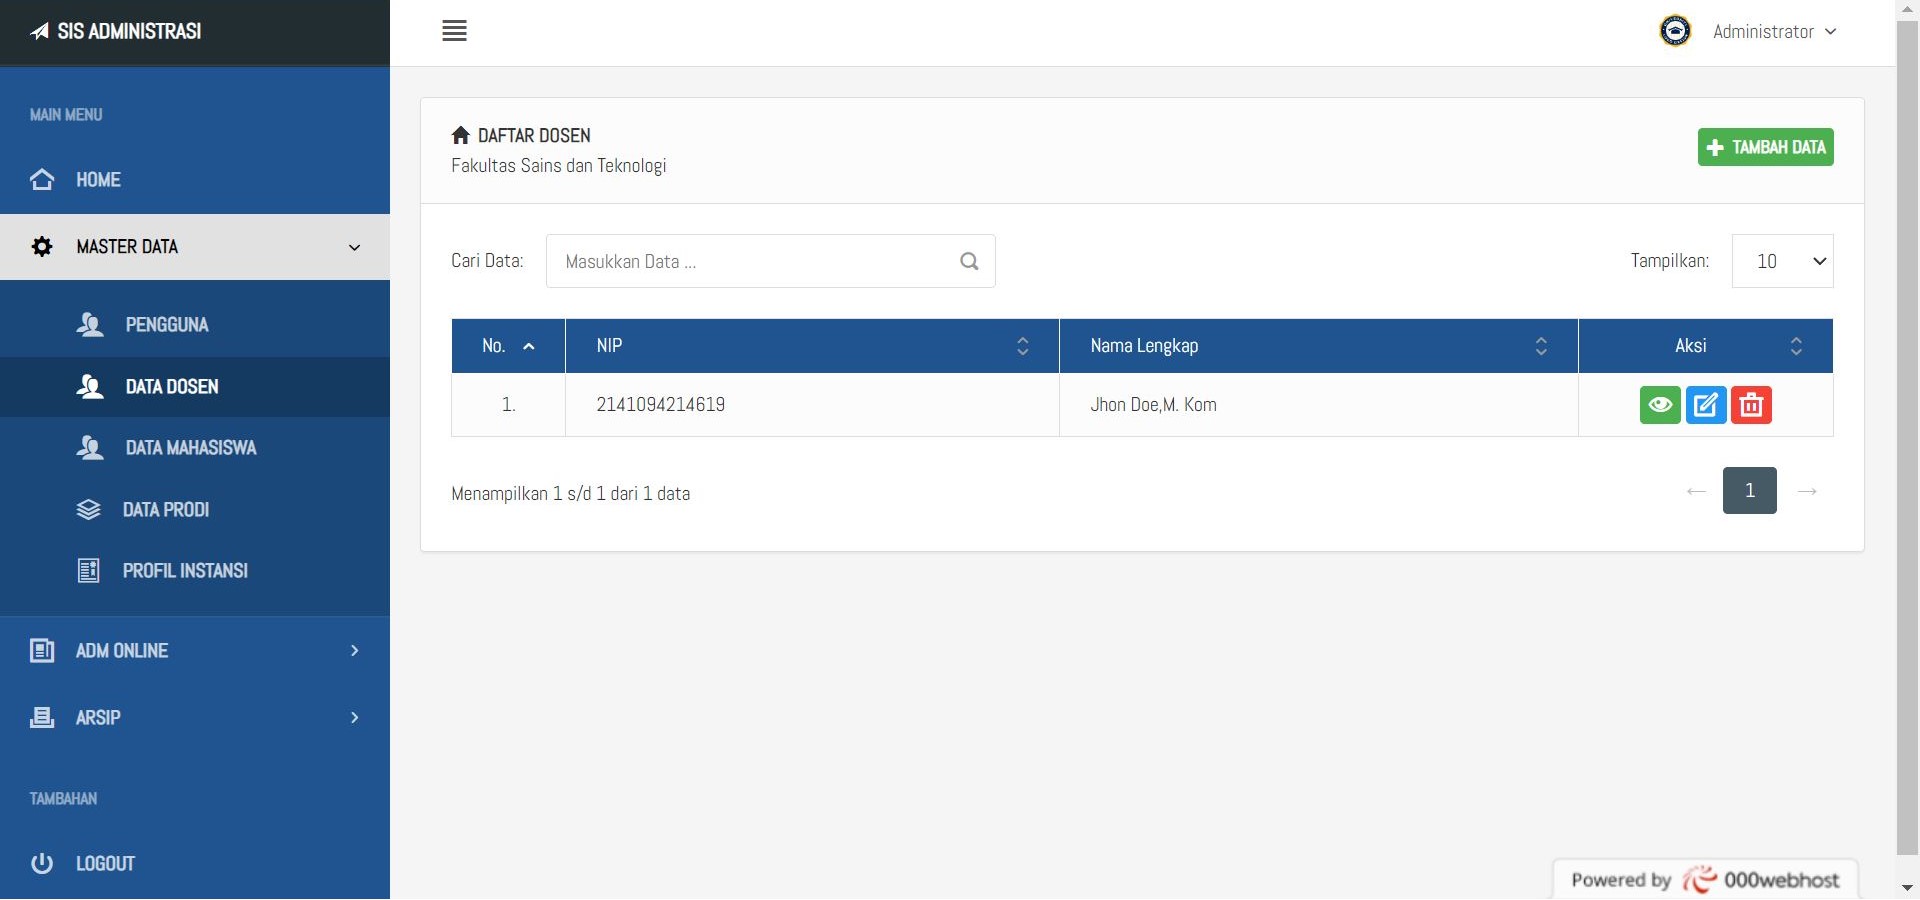 SIS ADMINISTRASI
Administrator
MAIN MENU
HOME
MASTER DATA
PENGGUNA
DATA DOSEN
DATA MAHASISWA
DATA PRODI
PROFIL INSTANSI
ADM ONLINE
ARSIP
TAMBAHAN
LOGOUT
DAFTAR DOSEN
Fakultas Sains dan Teknologi
TAMBAH DATA
Cari Data: Masukkan Data ...
Tampilkan: 10
No. NIP Nama Lengkap Aksi
1. 2141094214619 Jhon Doe,M. Kom
Menampilkan 1 s/d 1 dari 1 data
← 1 →
Powered by 000webhost